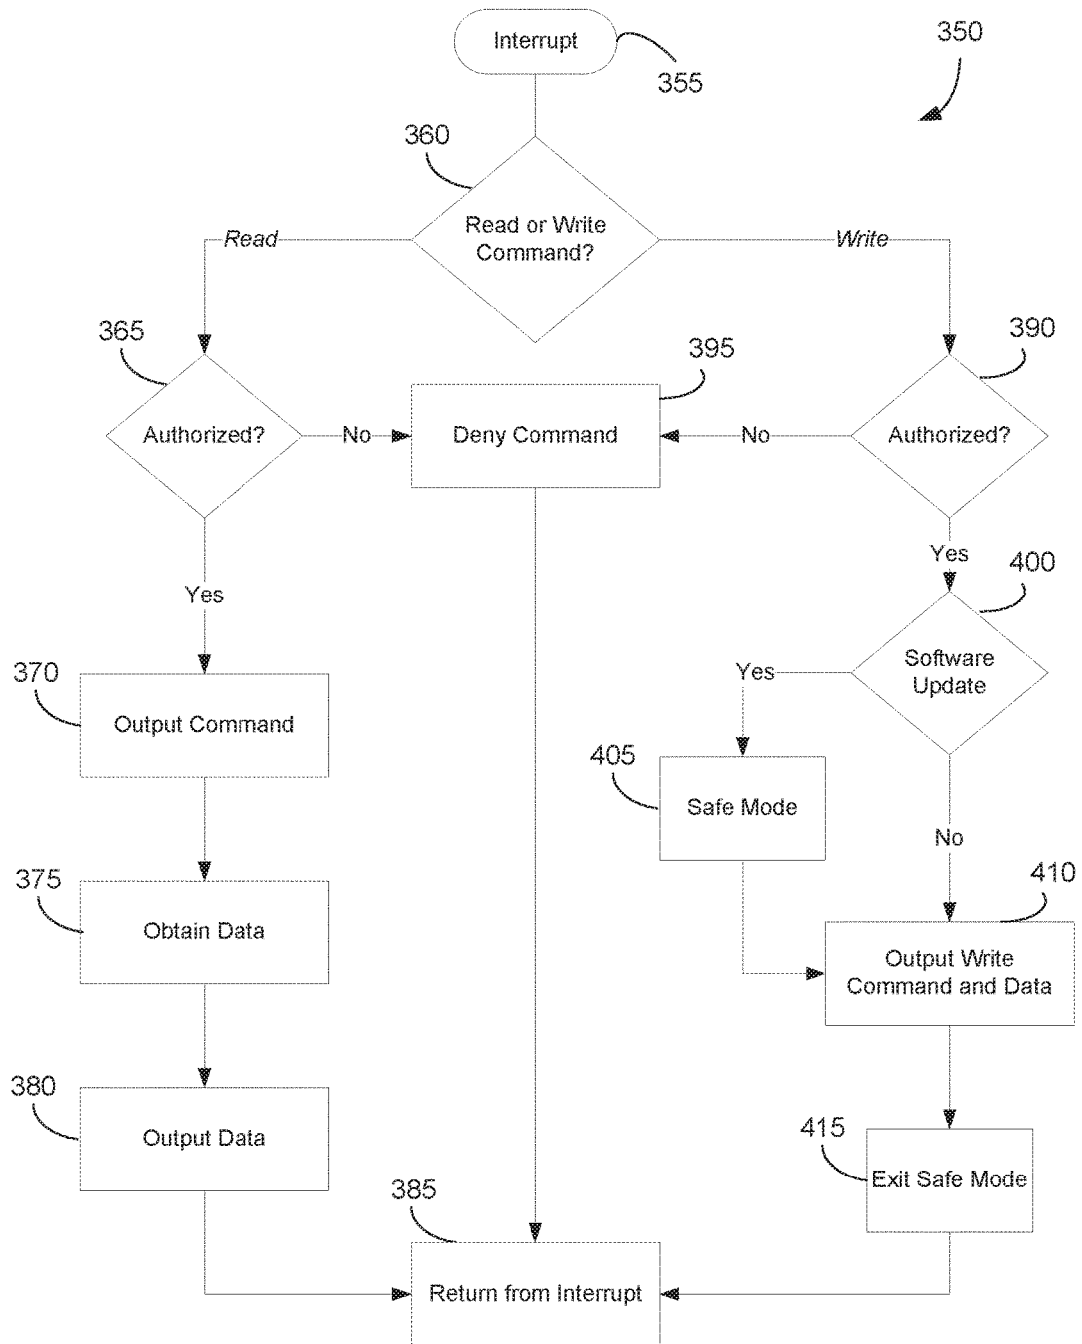 Interrupt
355
350
360
Read or Write
Command?
Read
Write
365
395
390
Authorized?
No
Deny Command
No
Authorized?
Yes
Yes
400
370
Output Command
Yes
Software
Update
405
Safe Mode
No
375
Obtain Data
410
Output Write
Command and Data
380
Output Data
415
Exit Safe Mode
385
Return from Interrupt